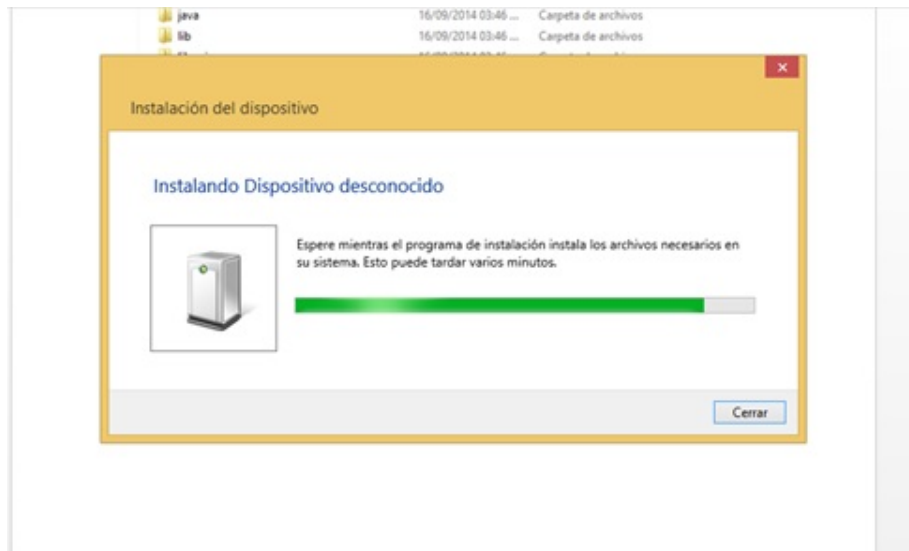 java 16/09/2014 03:46 ... Carpeta de archivos
lib 16/09/2014 03:46 ... Carpeta de archivos
Instalación del dispositivo
Instalando Dispositivo desconocido
Espere mientras el programa de instalación instala los archivos necesarios en
su sistema. Esto puede tardar varios minutos.
Cerrar